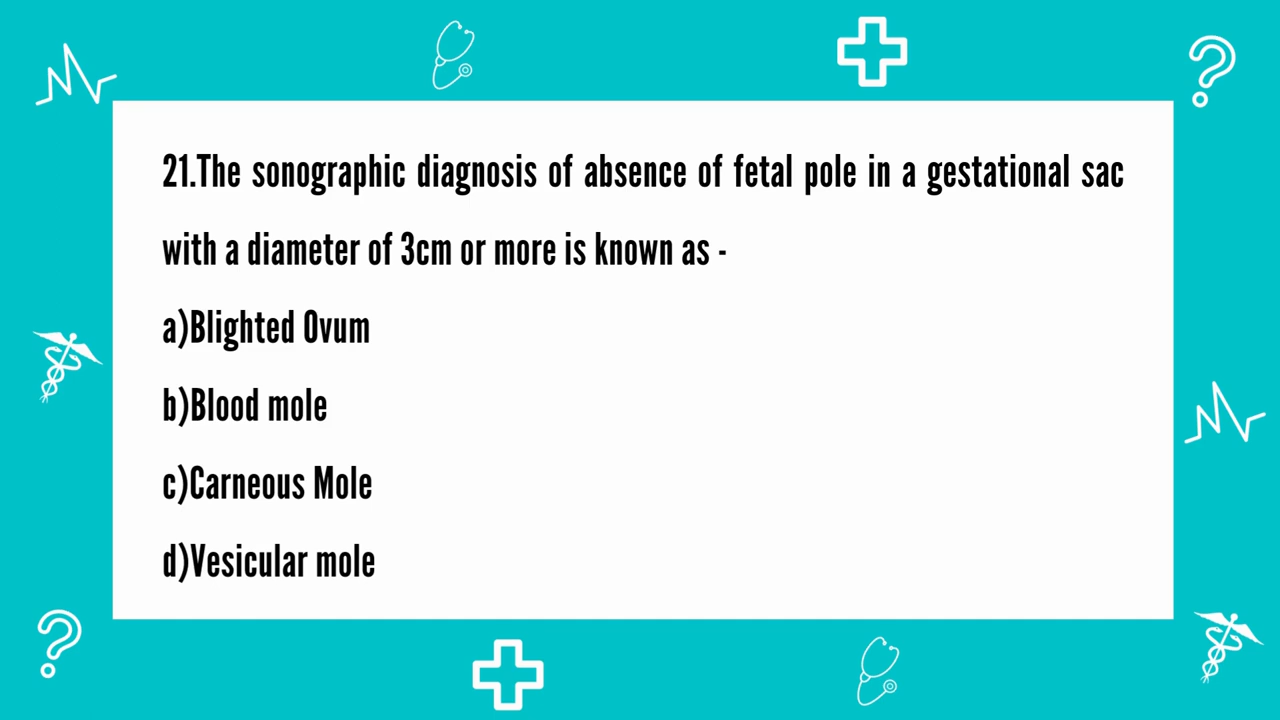 21.The sonographic diagnosis of absence of fetal pole in a gestational sac
with a diameter of 3cm or more is known as -
a)Blighted Ovum
b)Blood mole
c)Carneous Mole
d)Vesicular mole